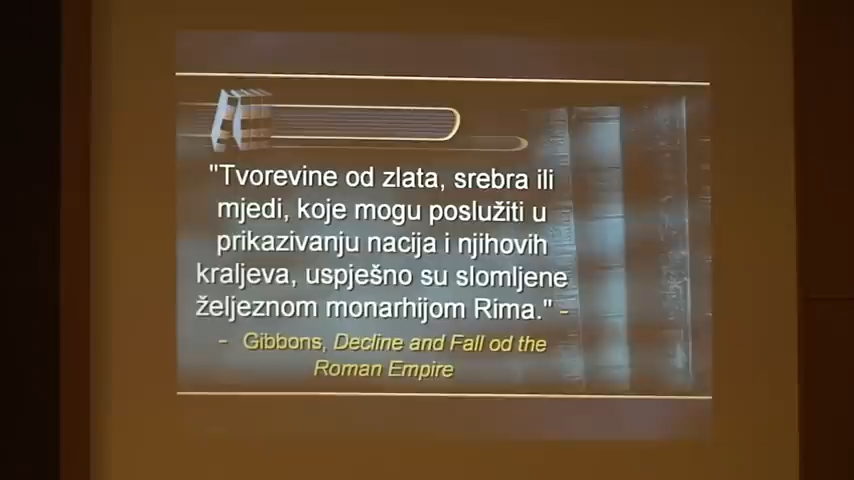 "Tvorevine od zlata, srebra ili
mjedi, koje mogu poslužiti u
prikazivanju nacija i njihovih
kraljeva, uspješno su slomljene
željeznom monarhijom Rima." -
- Gibbons, Decline and Fall od the
Roman Empire